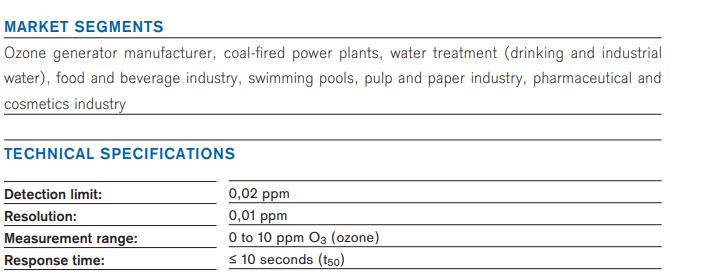 MARKET SEGMENTS
Ozone generator manufacturer, coal-fired power plants, water treatment (drinking and industrial
water), food and beverage industry, swimming pools, pulp and paper industry, pharmaceutical and
cosmetics industry
TECHNICAL SPECIFICATIONS
Detection limit: 0,02 ppm
Resolution: 0,01 ppm
Measurement range: 0 to 10 ppm O₃ (ozone)
Response time: ≤ 10 seconds (t₅₀)